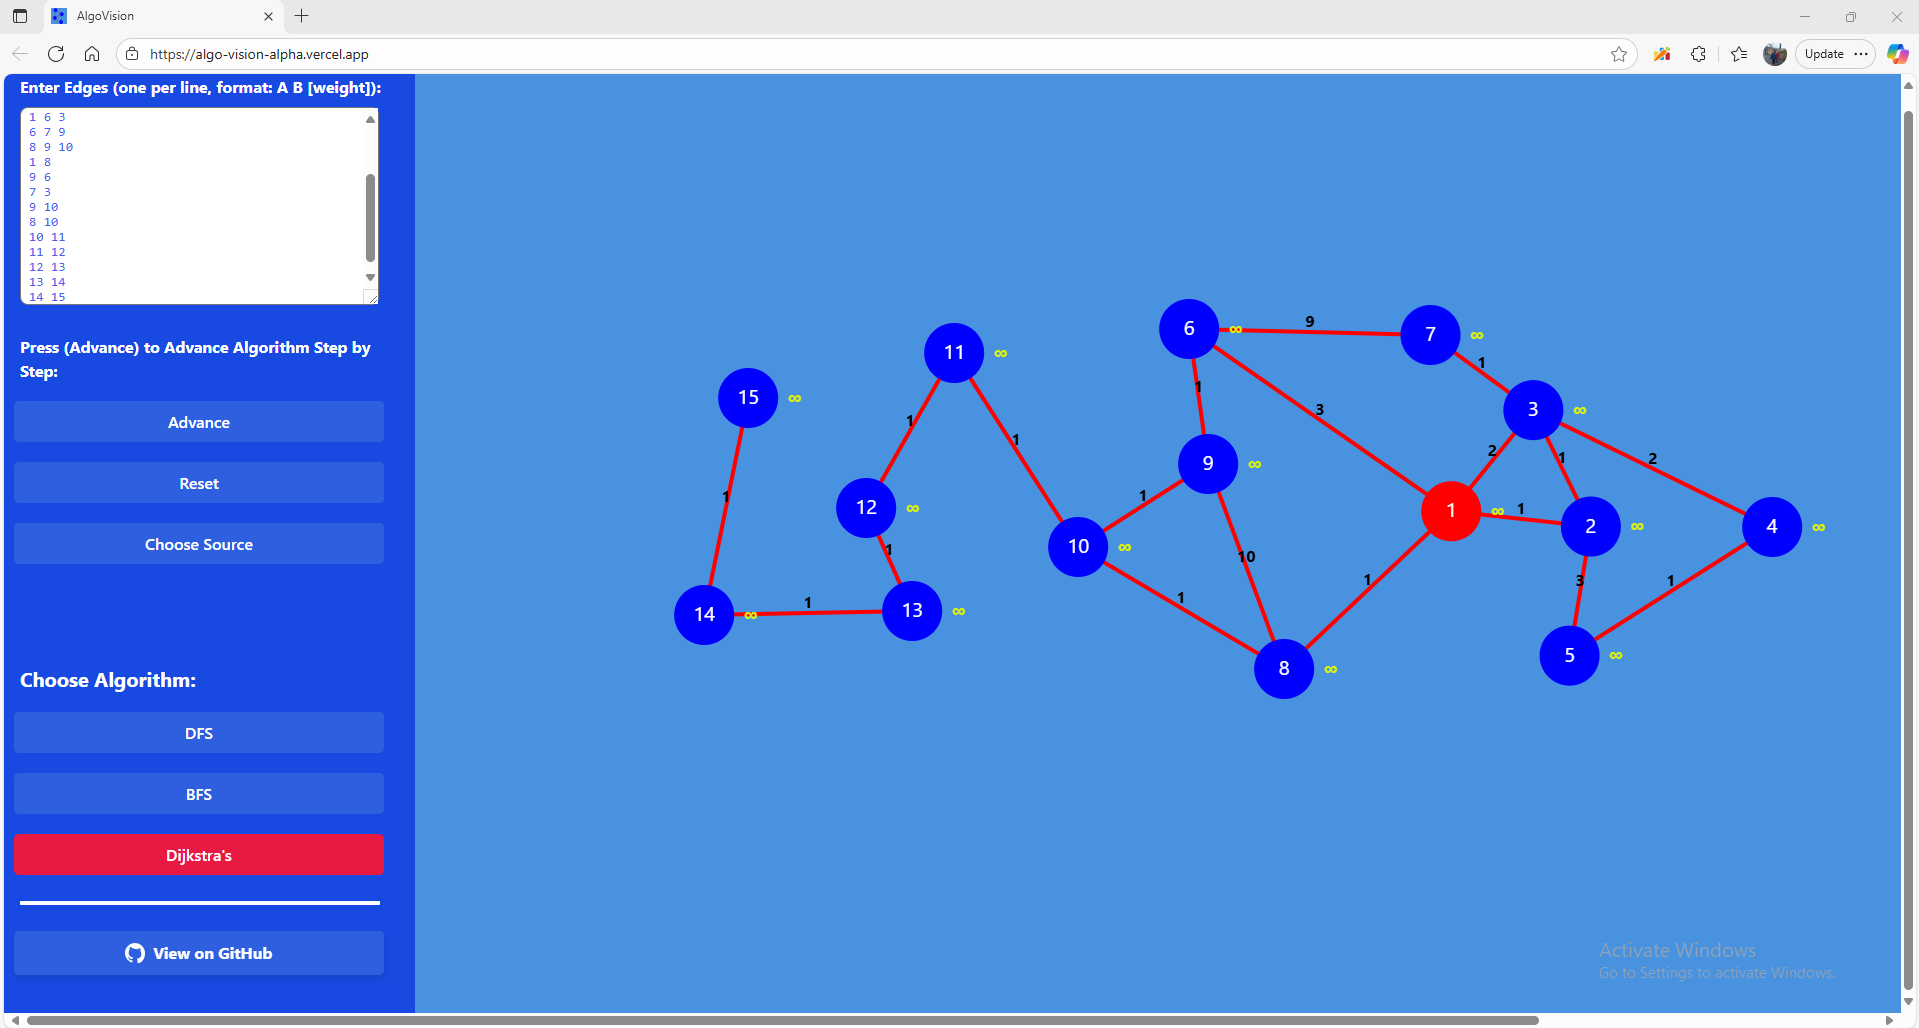 AlgoVision
https://algo-vision-alpha.vercel.app
Update
Enter Edges (one per line, format: A B [weight]):
1 6 3
6 7 9
8 9 10
1 8
9 6
7 3
9 10
8 10
10 11
11 12
12 13
13 14
14 15
Press (Advance) to Advance Algorithm Step by
Step:
Advance
Reset
Choose Source
Choose Algorithm:
DFS
BFS
Dijkstra's
View on GitHub
6 ∞
9
7 ∞
11 ∞
1
15 ∞
1
3 ∞
3
1
1
2
1
2
9 ∞
1
1
12 ∞
1 ∞
1
2 ∞
4 ∞
10 ∞
1
10
1
3
1
1
1
14 ∞
13 ∞
5 ∞
8 ∞
Activate Windows
Go to Settings to activate Windows.